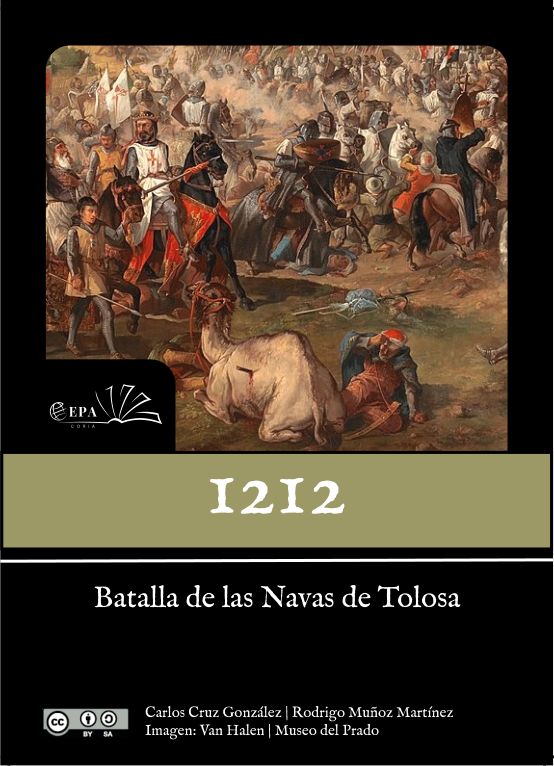 EPA
CORIA
1212
Batalla de las Navas de Tolosa
Carlos Cruz González | Rodrigo Muñoz Martínez
Imagen: Van Halen | Museo del Prado
cc
BY SA